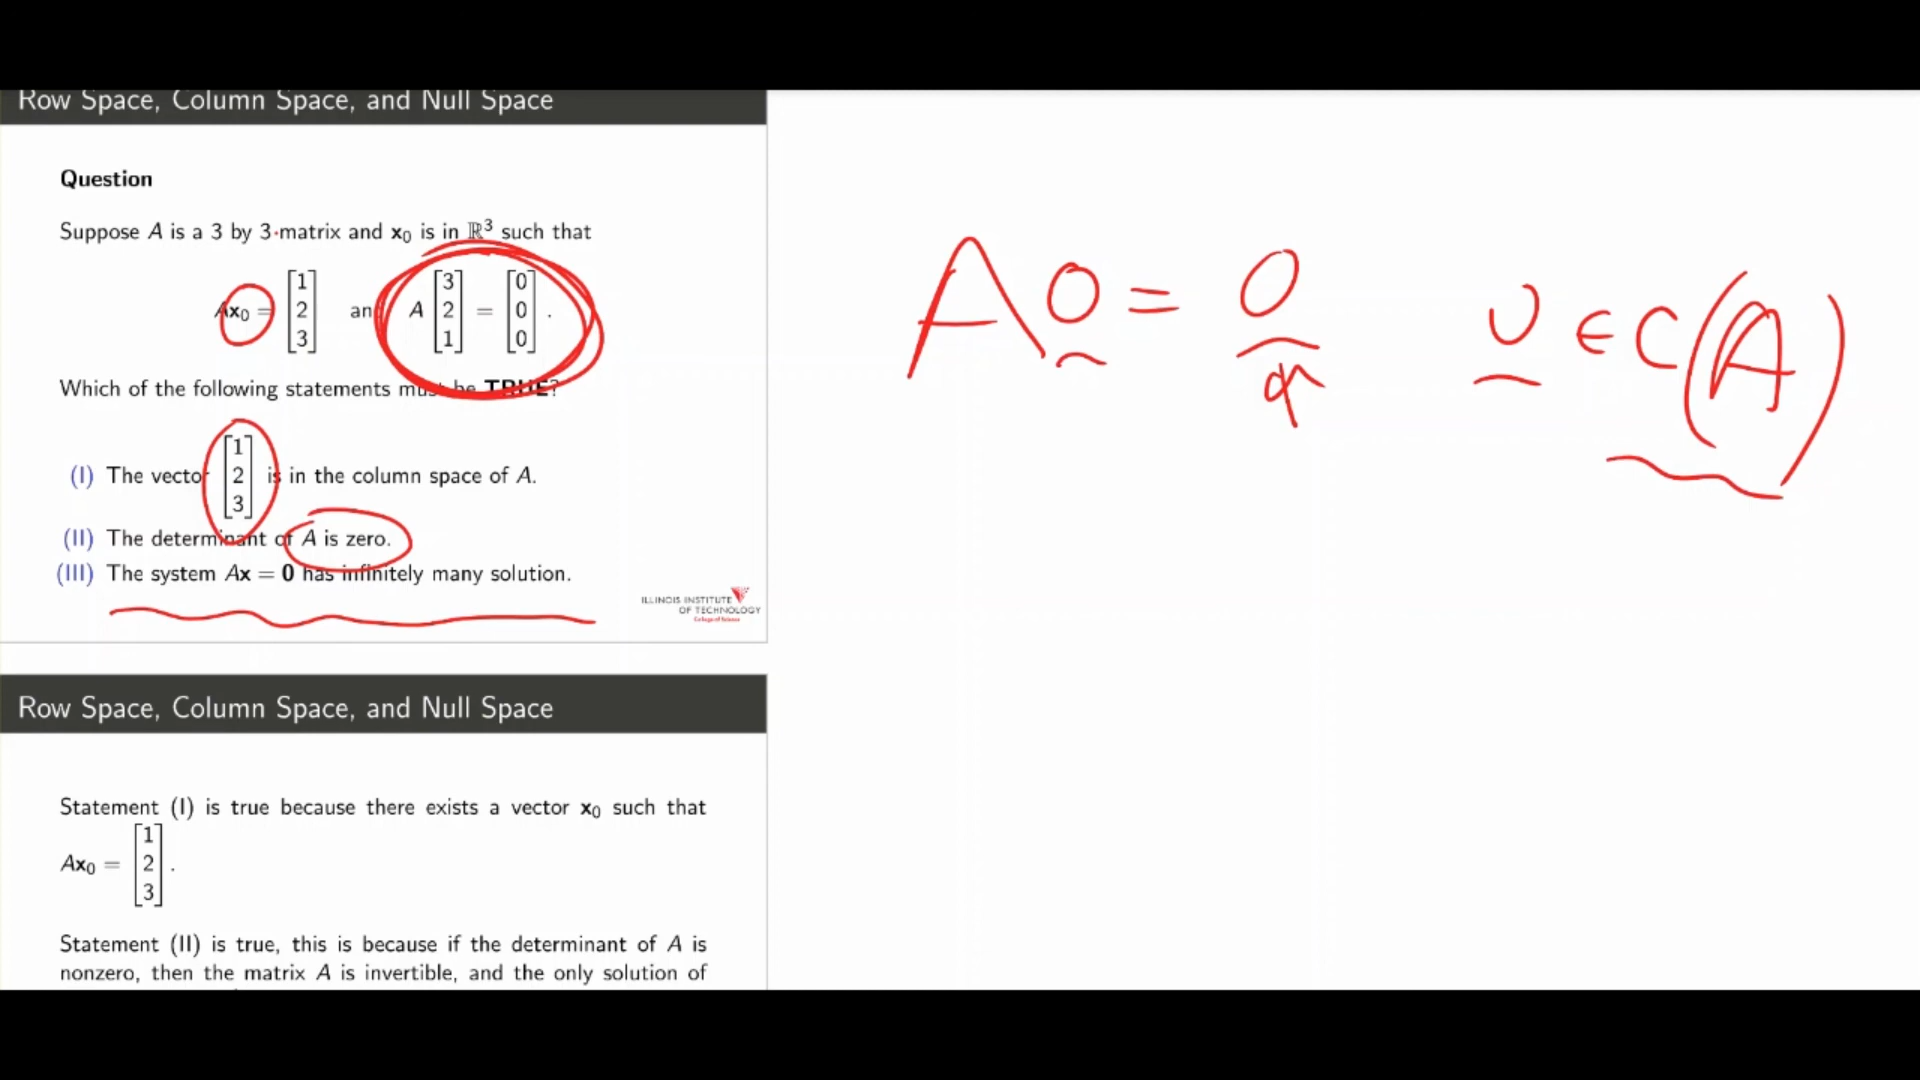 Row Space, Column Space, and Null Space
Question
Suppose A is a 3 by 3 matrix and x₀ is in ℝ³ such that
Ax₀ = [1 2 3] and A [3 2 1] = [0 0 0].
Which of the following statements must be TRUE?
(I) The vector [1 2 3] is in the column space of A.
(II) The determinant of A is zero.
(III) The system Ax = 0 has infinitely many solution.
ILLINOIS INSTITUTE
OF TECHNOLOGY
College of Science
Row Space, Column Space, and Null Space
Statement (I) is true because there exists a vector x₀ such that
Ax₀ = [1 2 3].
Statement (II) is true, this is because if the determinant of A is
nonzero, then the matrix A is invertible, and the only solution of
A 0 = 0
∈ C(A)